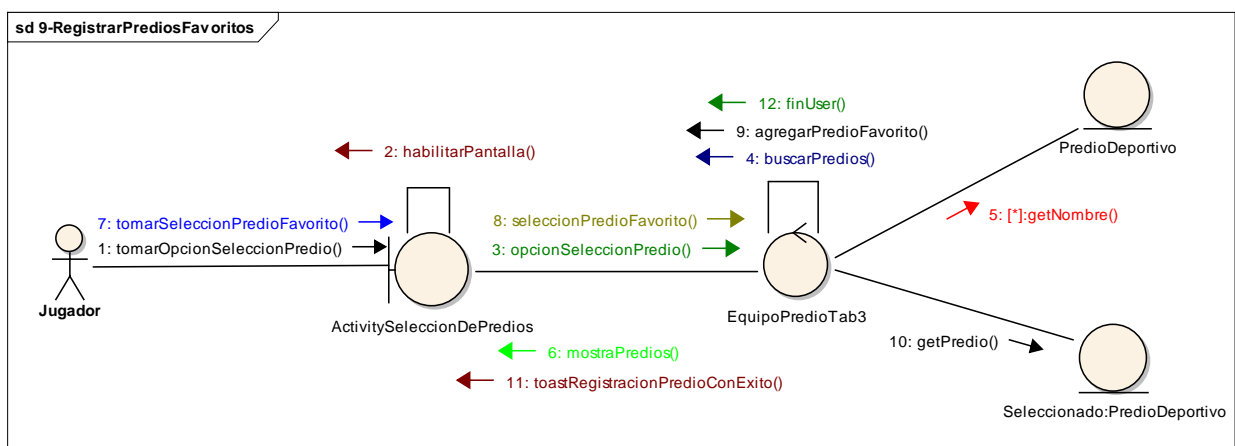 sd 9-RegistrarPrediosFavoritos
12: finUser()
9: agregarPredioFavorito()
4: buscarPredios()
2: habilitarPantalla()
PredioDeportivo
7: tomarSeleccionPredioFavorito()
8: seleccionPredioFavorito()
5: [*]:getNombre()
1: tomarOpcionSeleccionPredio()
3: opcionSeleccionPredio()
Jugador
ActivitySeleccionDePredios
EquipoPredioTab3
10: getPredio()
6: mostraPredios()
11: toastRegistracionPredioConExito()
Seleccionado:PredioDeportivo